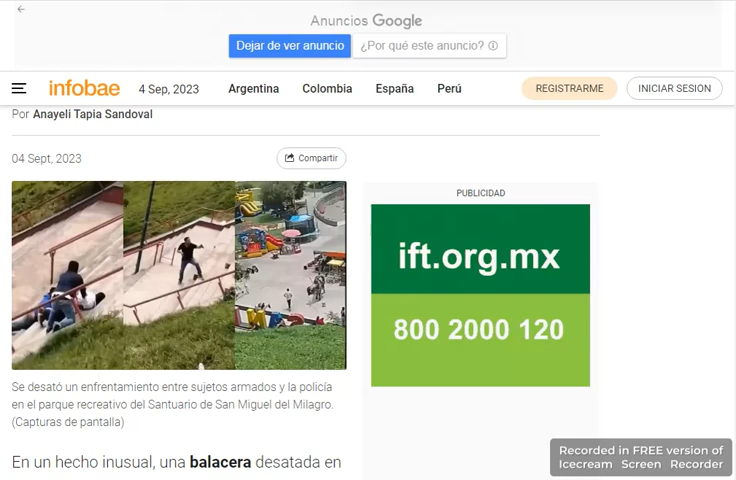 Anuncios Google
Dejar de ver anuncio
¿Por qué este anuncio?
infobae
4 Sep, 2023
Argentina
Colombia
España
Perú
REGISTRARME
INICIAR SESION
Por Anayeli Tapia Sandoval
04 Sept, 2023
Compartir
PUBLICIDAD
ift.org.mx
800 2000 120
Se desató un enfrentamiento entre sujetos armados y la policía
en el parque recreativo del Santuario de San Miguel del Milagro.
(Capturas de pantalla)
En un hecho inusual, una balacera desatada en
Recorded in FREE version of
Icecream Screen Recorder